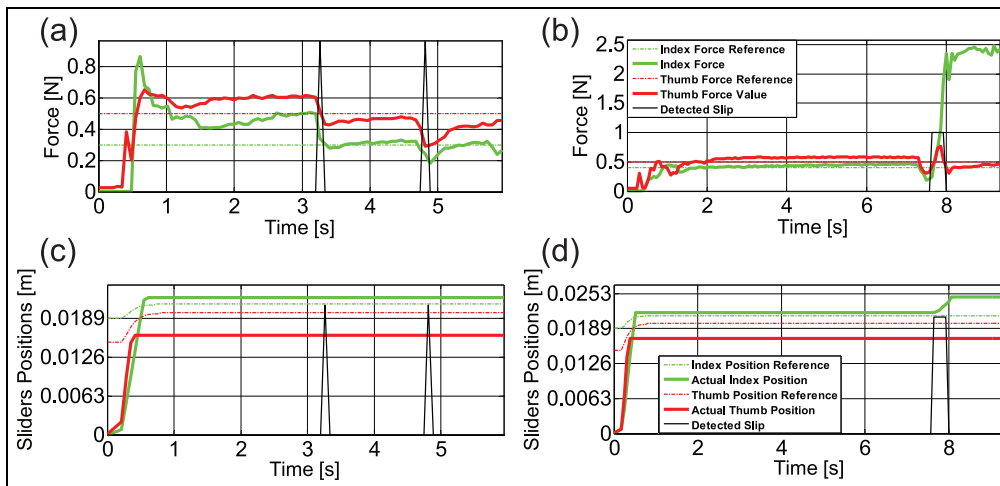 (a)
Force [N]
0.8
0.6
0.4
0.2
0
0 1 2 3 4 5
Time [s]
(b)
Force [N]
2.5
2
1.5
1
0.5
0
0 2 4 6 8
Time [s]
Index Force Reference
Index Force
Thumb Force Reference
Thumb Force Value
Detected Slip
(c)
Sliders Positions [m]
0.0189
0.0126
0.0063
0
0 1 2 3 4 5
Time [s]
(d)
Sliders Positions [m]
0.0253
0.0189
0.0126
0.0063
0
0 2 4 6 8
Time [s]
Index Position Reference
Actual Index Position
Thumb Position Reference
Actual Thumb Position
Detected Slip